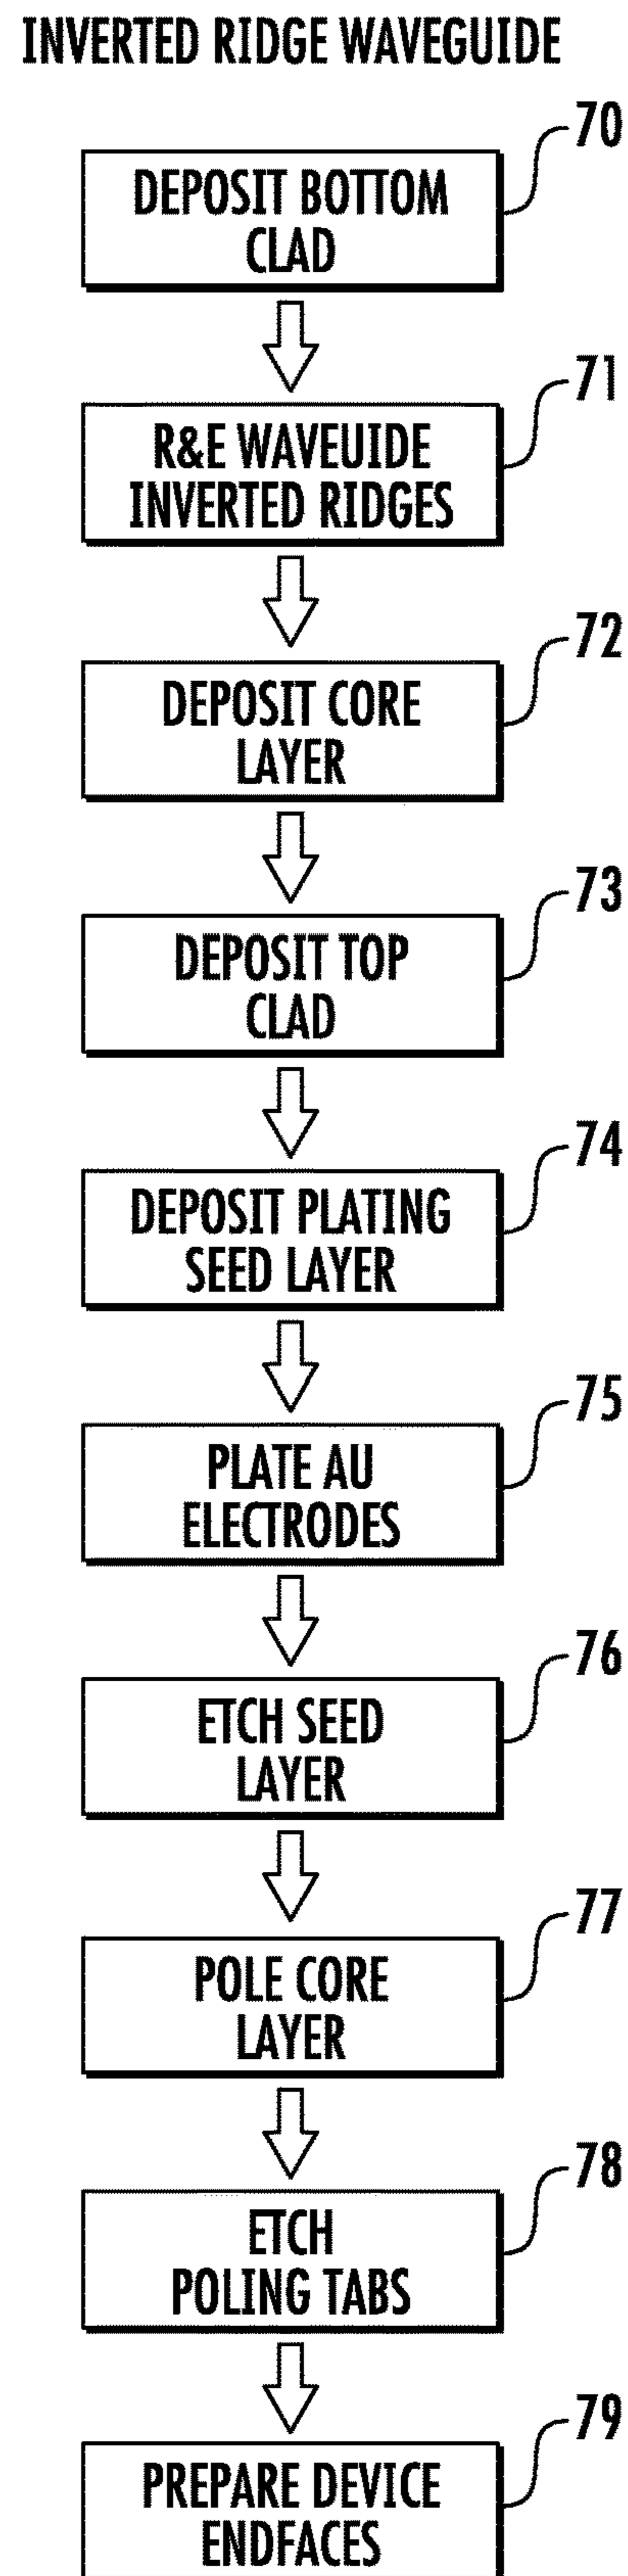 INVERTED RIDGE WAVEGUIDE
70
DEPOSIT BOTTOM
CLAD
71
R&E WAVEUIDE
INVERTED RIDGES
72
DEPOSIT CORE
LAYER
73
DEPOSIT TOP
CLAD
74
DEPOSIT PLATING
SEED LAYER
75
PLATE AU
ELECTRODES
76
ETCH SEED
LAYER
77
POLE CORE
LAYER
78
ETCH
POLING TABS
79
PREPARE DEVICE
ENDFACES